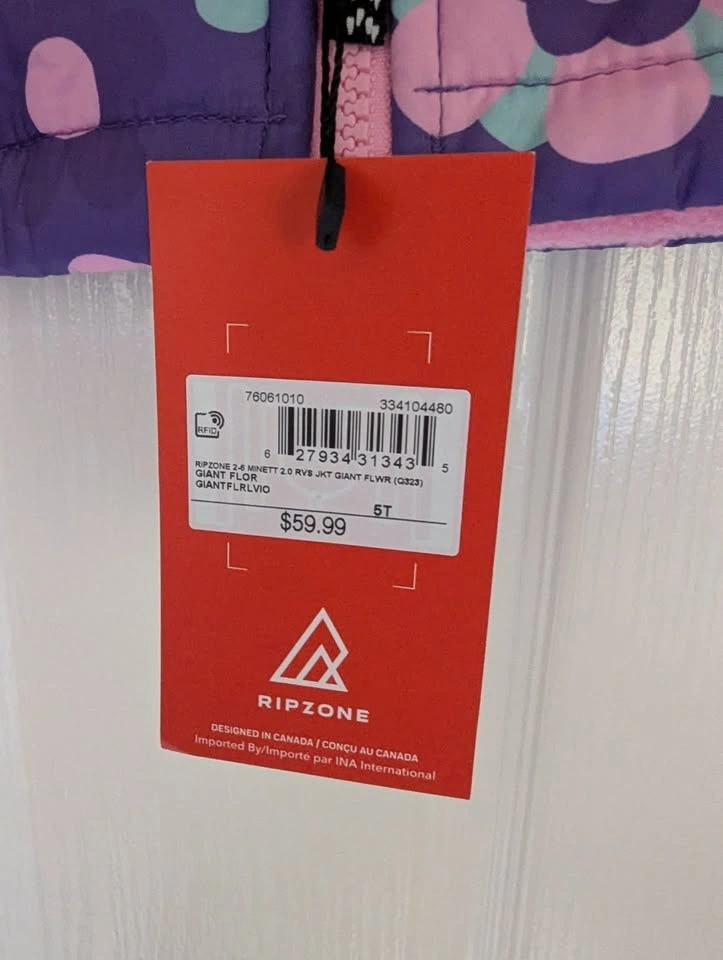 76061010 334104480
RFID
6 27934 31343 5
RIPZONE 2-6 MINETT 2.0 RVS JKT GIANT FLWR (Q323)
GIANT FLOR
GIANTFLRLVIO
5T
$59.99
RIPZONE
DESIGNED IN CANADA / CONÇU AU CANADA
Imported By/Importé par INA International